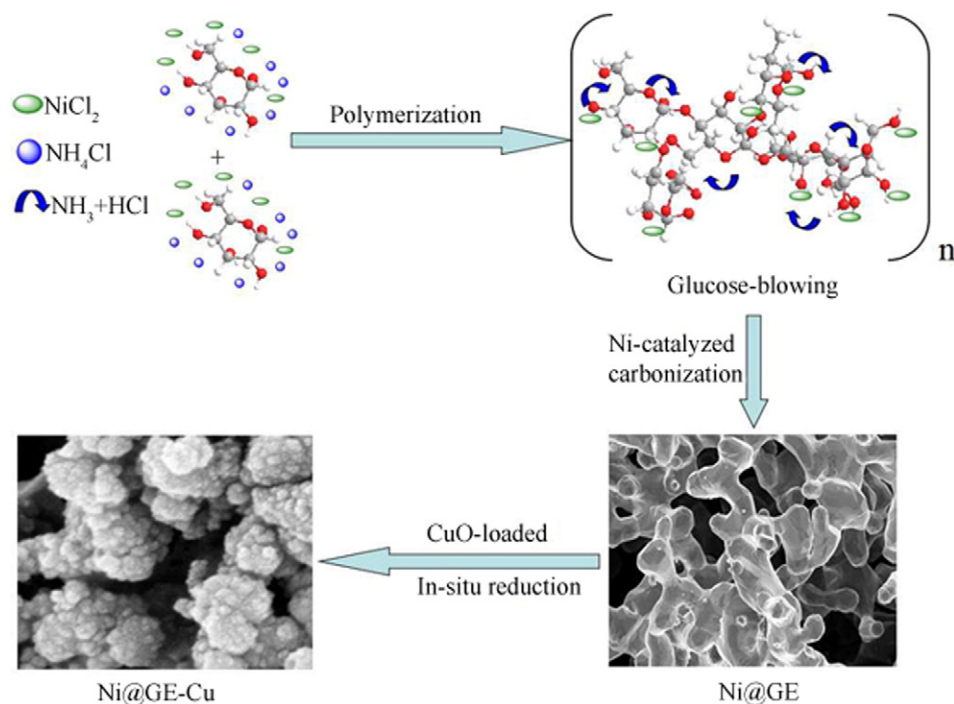 NiCl₂
NH₄Cl
NH₃+HCl
+
Polymerization
n
Glucose-blowing
Ni-catalyzed
carbonization
CuO-loaded
In-situ reduction
Ni@GE-Cu
Ni@GE